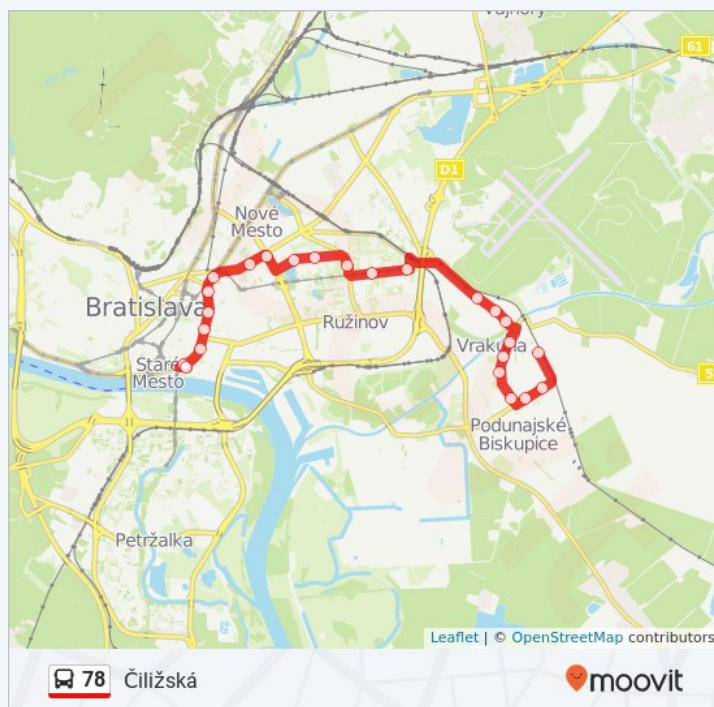 Vajnory
61
D1
Nové
Mesto
Bratislava
Ružinov
Vrakuňa
Staré
Mesto
5
Podunajské
Biskupice
Petržalka
Leaflet | © OpenStreetMap contributors
78 Čiližská
moovit